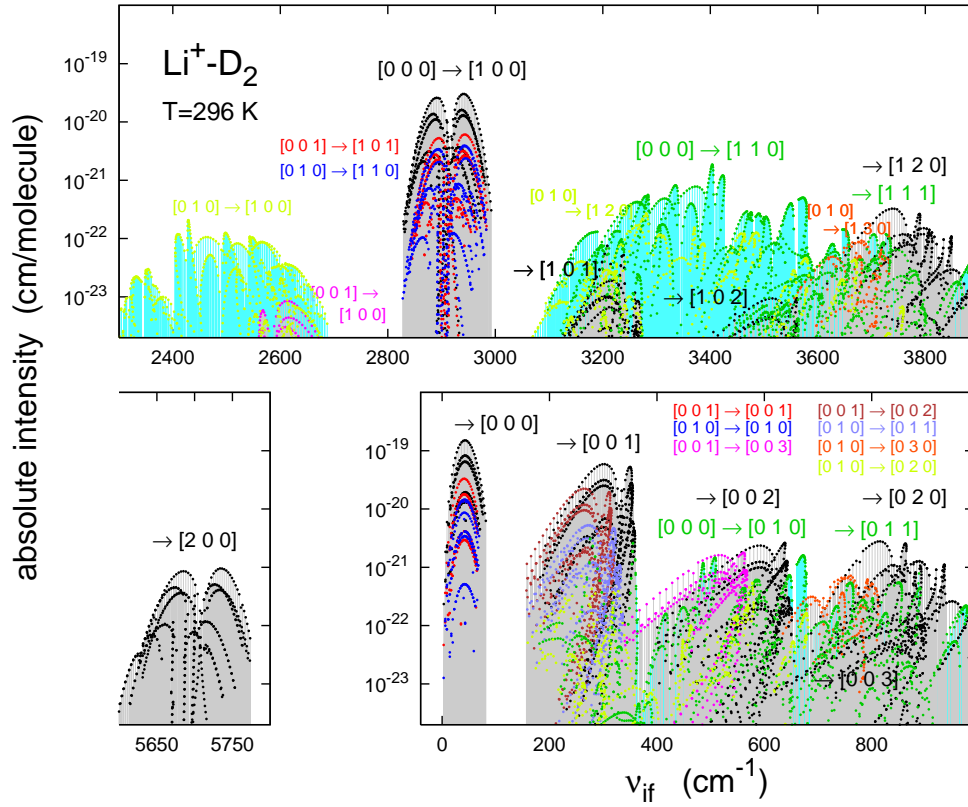 Li⁺-D₂
T=296 K
[0 0 0]→[1 0 0]
[0 0 1]→[1 0 1]
[0 1 0]→[1 1 0]
[0 1 0]→[1 0 0]
[0 0 1]→
[1 0 0]
[0 0 0]→[1 1 0]
→[1 2 0]
→[1 1 1]
[0 1 0]
→[1 2 0]
[0 1 0]
→[1 3 0]
→[1 0 1]
→[1 0 2]
10⁻¹⁹
10⁻²⁰
10⁻²¹
10⁻²²
10⁻²³
2400 2600 2800 3000 3200 3400 3600 3800
absolute intensity (cm/molecule)
→[2 0 0]
5650 5750
→[0 0 0]
→[0 0 1]
[0 0 1]→[0 0 1]
[0 1 0]→[0 1 0]
[0 0 1]→[0 0 3]
[0 0 1]→[0 0 2]
[0 1 0]→[0 1 1]
[0 1 0]→[0 3 0]
[0 1 0]→[0 2 0]
→[0 0 2]
→[0 2 0]
[0 0 0]→[0 1 0]
→[0 1 1]
→[0 0 3]
10⁻¹⁹
10⁻²⁰
10⁻²¹
10⁻²²
10⁻²³
0 200 400 600 800
ν_if (cm⁻¹)